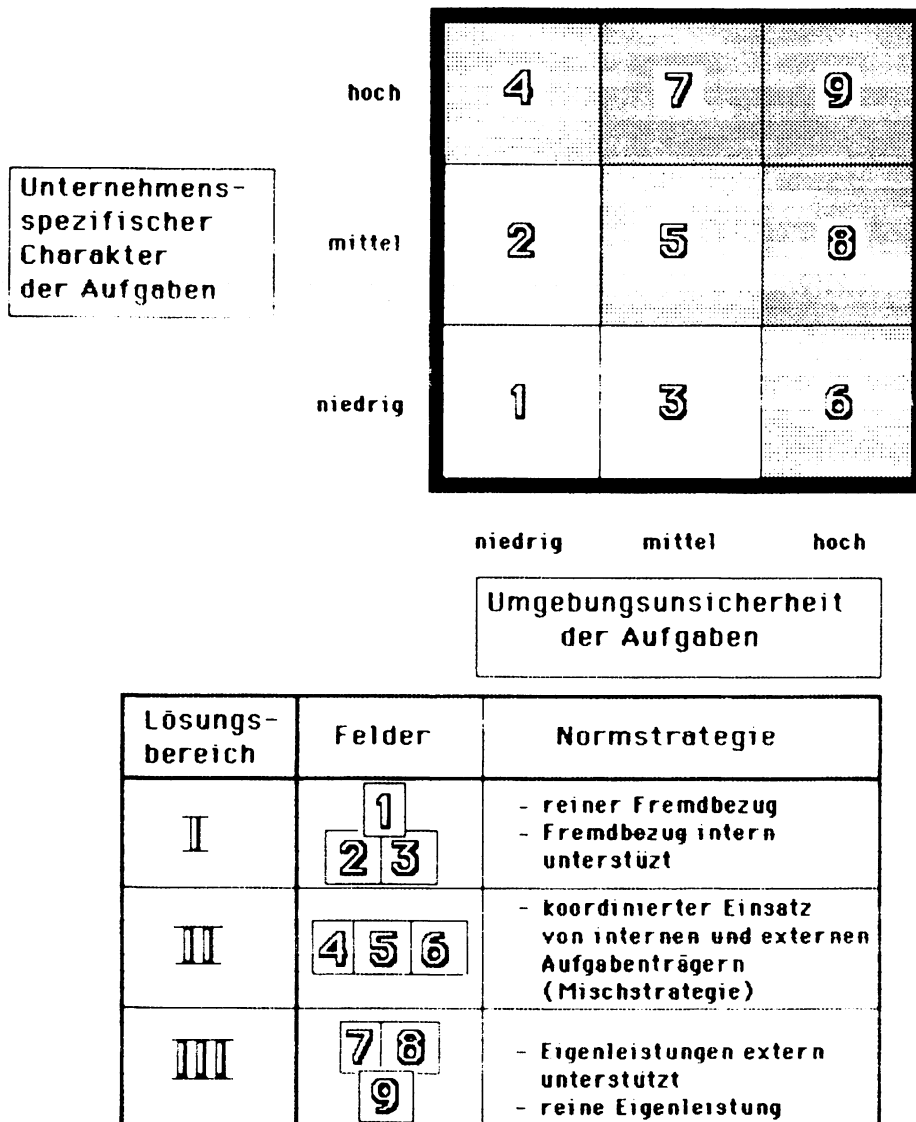 hoch
4 7 9
Unternehmens-
spezifischer
Charakter
der Aufgaben
mittel
2 5 8
niedrig
1 3 6
niedrig mittel hoch
Umgebungsunsicherheit
der Aufgaben
Lösungs-
bereich
Felder
Normstrategie
I
1
2 3
- reiner Fremdbezug
- Fremdbezug intern
unterstüzt
II
4 5 6
- koordinierter Einsatz
von internen und externen
Aufgabenträgern
(Mischstrategie)
III
7 8
9
- Eigenleistungen extern
unterstützt
- reine Eigenleistung